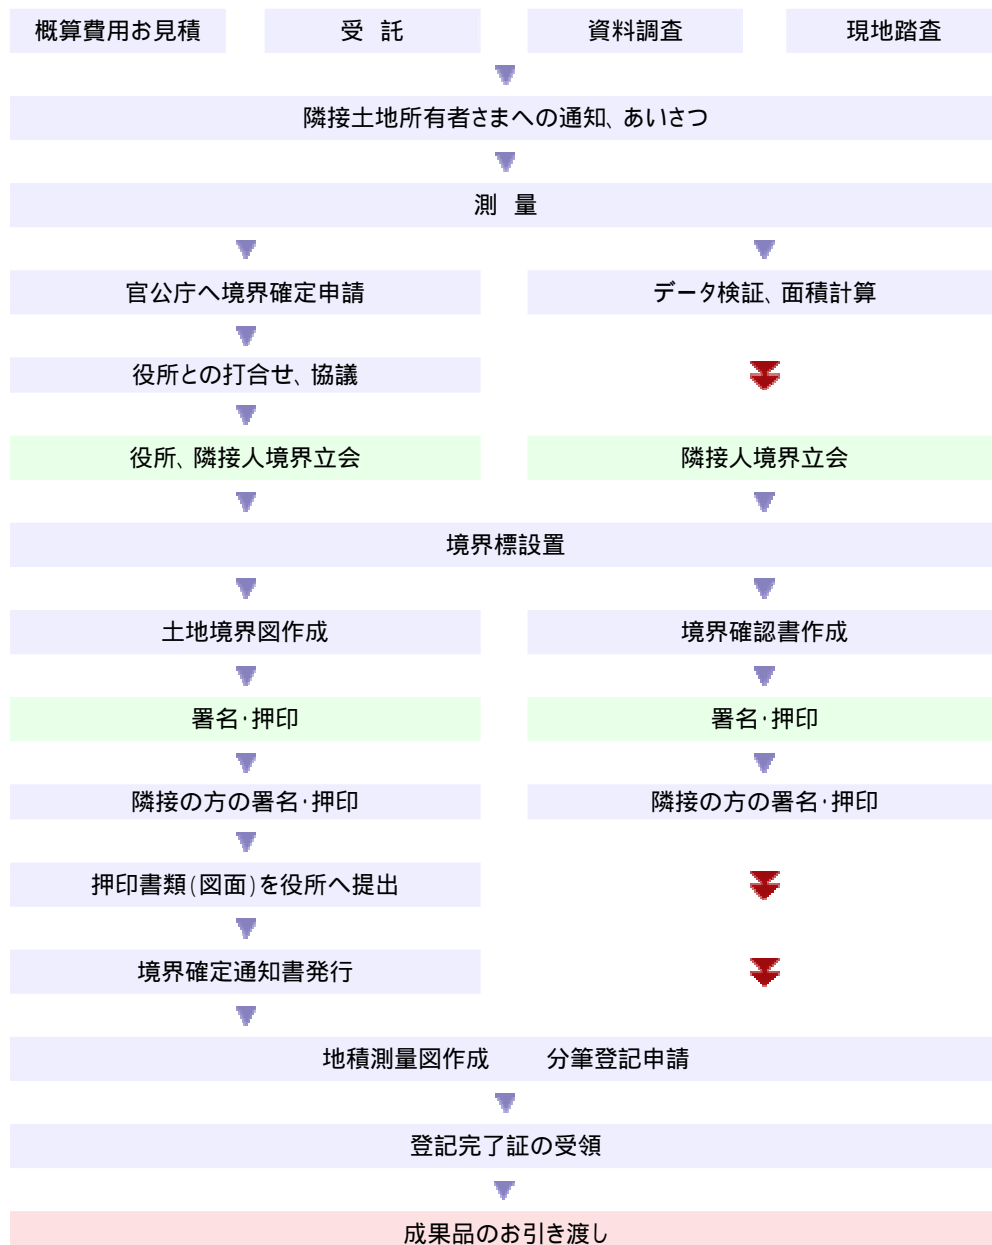 概算費用お見積 受 託 資料調査 現地踏査
隣接土地所有者さまへの通知、あいさつ
測 量
官公庁へ境界確定申請 データ検証、面積計算
役所との打合せ、協議
役所、隣接人境界立会 隣接人境界立会
境界標設置
土地境界図作成 境界確認書作成
署名・押印 署名・押印
隣接の方の署名・押印 隣接の方の署名・押印
押印書類(図面)を役所へ提出
境界確定通知書発行
地積測量図作成 分筆登記申請
登記完了証の受領
成果品のお引き渡し